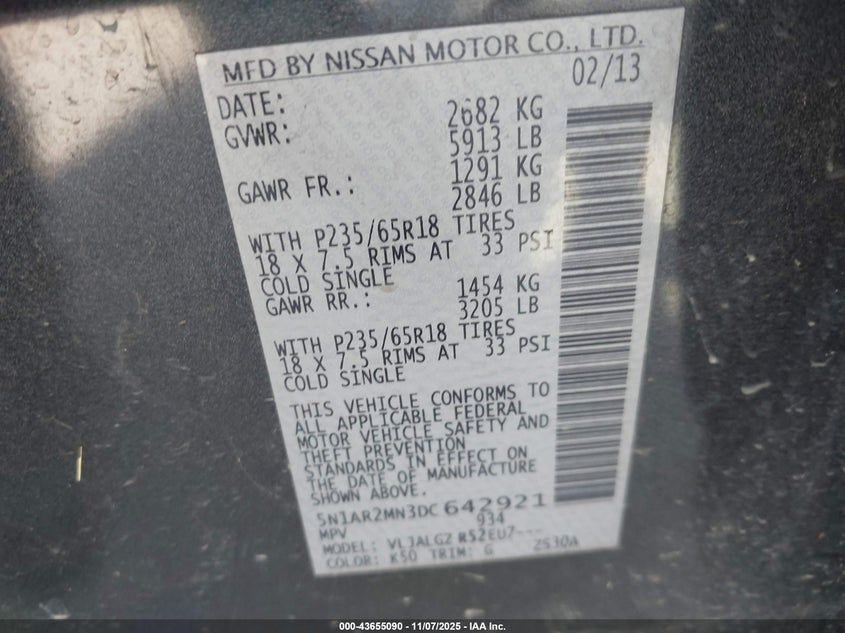 MFD BY NISSAN MOTOR CO., LTD.
DATE: 02/13
GVWR: 2682 KG
5913 LB
GAWR FR.: 1291 KG
2846 LB
WITH P235/65R18 TIRES
18 X 7.5 RIMS AT 33 PSI
COLD SINGLE
GAWR RR.: 1454 KG
3205 LB
WITH P235/65R18 TIRES
18 X 7.5 RIMS AT 33 PSI
COLD SINGLE
THIS VEHICLE CONFORMS TO
ALL APPLICABLE FEDERAL
MOTOR VEHICLE SAFETY AND
THEFT PREVENTION
STANDARDS IN EFFECT ON
THE DATE OF MANUFACTURE
SHOWN ABOVE.
5N1AR2MN3DC642921
MPV 934
MODEL: VLJALGZ R52EUZ---
COLOR: K50 TRIM: G 2S30A
000-43655090 - 11/07/2025 - IAA Inc.